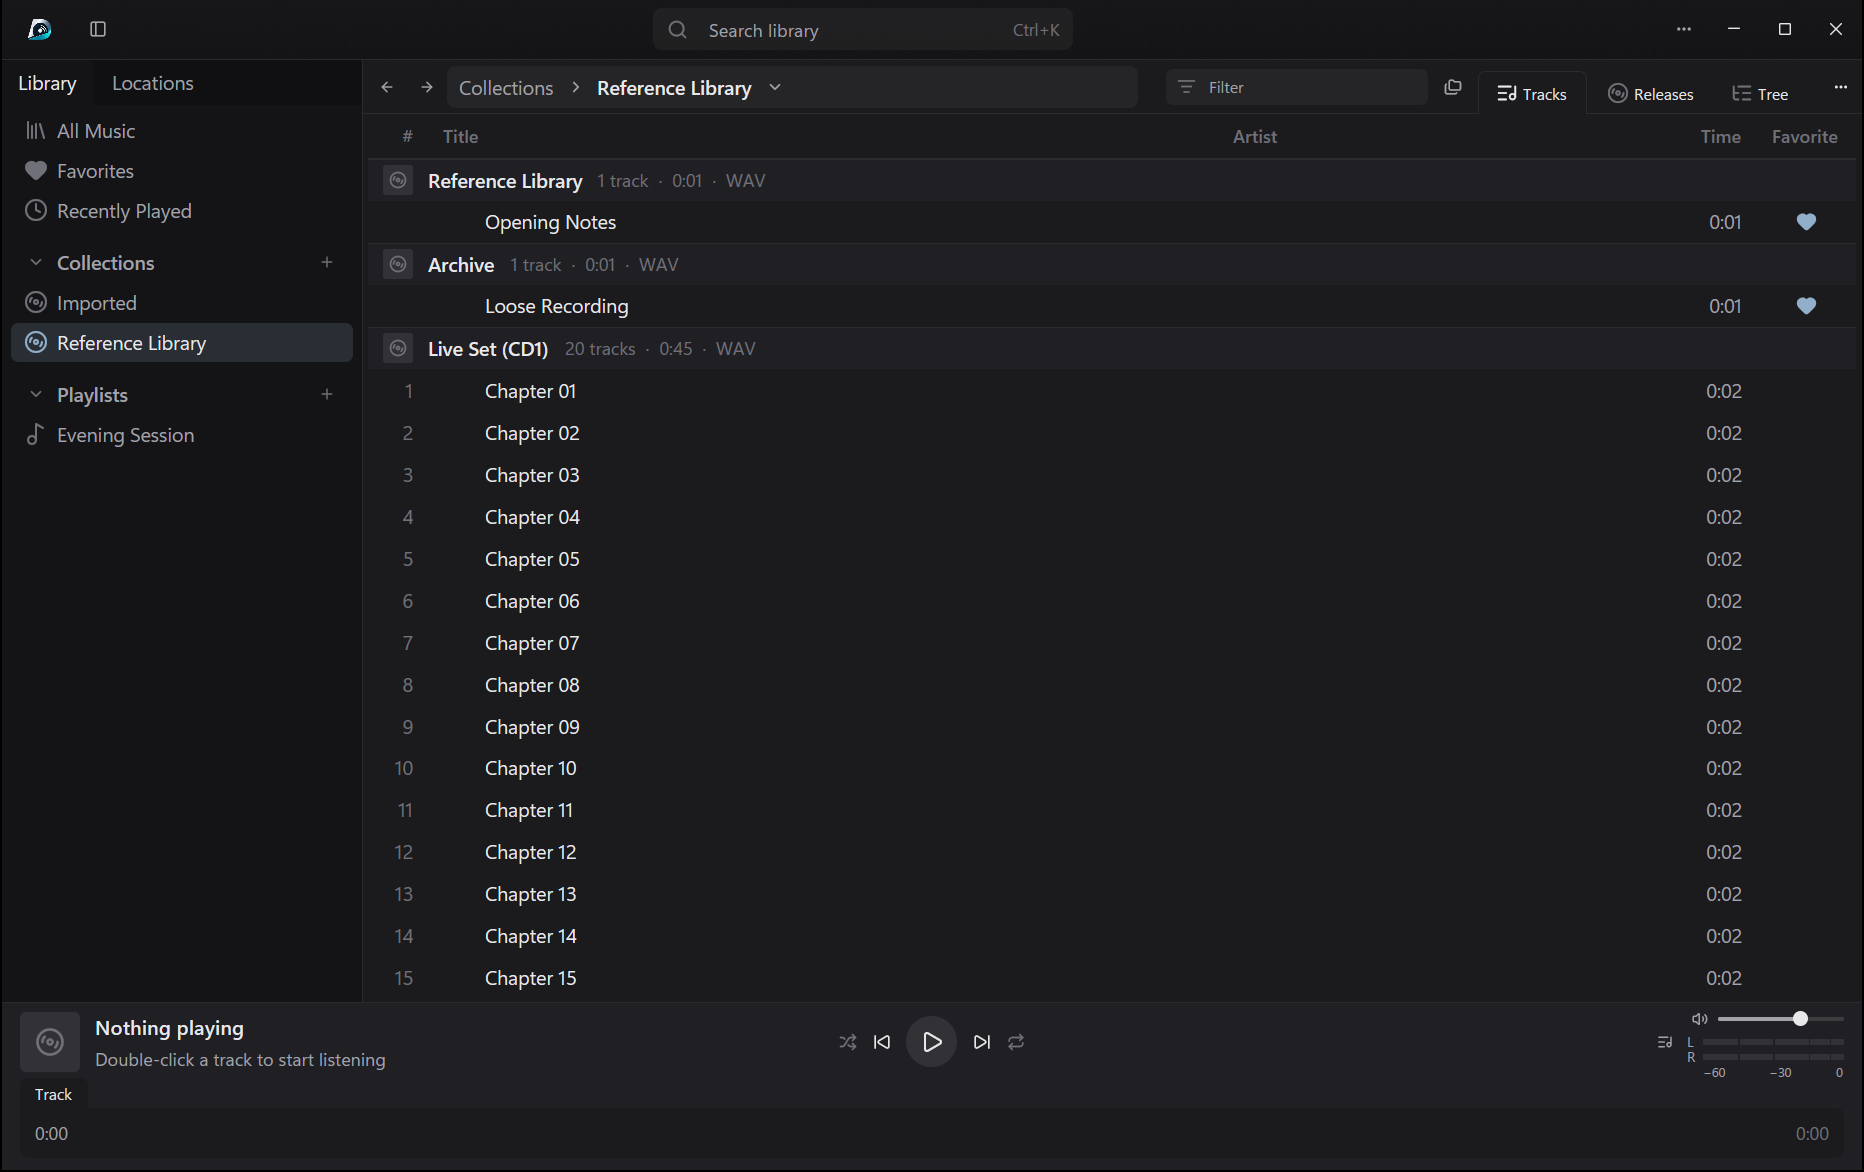 Search library Ctrl+K
Library Locations
All Music
Favorites
Recently Played
Collections
Imported
Reference Library
Playlists
Evening Session
Collections Reference Library
Filter
Tracks Releases Tree
# Title Artist Time Favorite
Reference Library 1 track · 0:01 · WAV
Opening Notes 0:01
Archive 1 track · 0:01 · WAV
Loose Recording 0:01
Live Set (CD1) 20 tracks · 0:45 · WAV
1 Chapter 01 0:02
2 Chapter 02 0:02
3 Chapter 03 0:02
4 Chapter 04 0:02
5 Chapter 05 0:02
6 Chapter 06 0:02
7 Chapter 07 0:02
8 Chapter 08 0:02
9 Chapter 09 0:02
10 Chapter 10 0:02
11 Chapter 11 0:02
12 Chapter 12 0:02
13 Chapter 13 0:02
14 Chapter 14 0:02
15 Chapter 15 0:02
Nothing playing
Double-click a track to start listening
L
R
−60 −30 0
Track
0:00 0:00